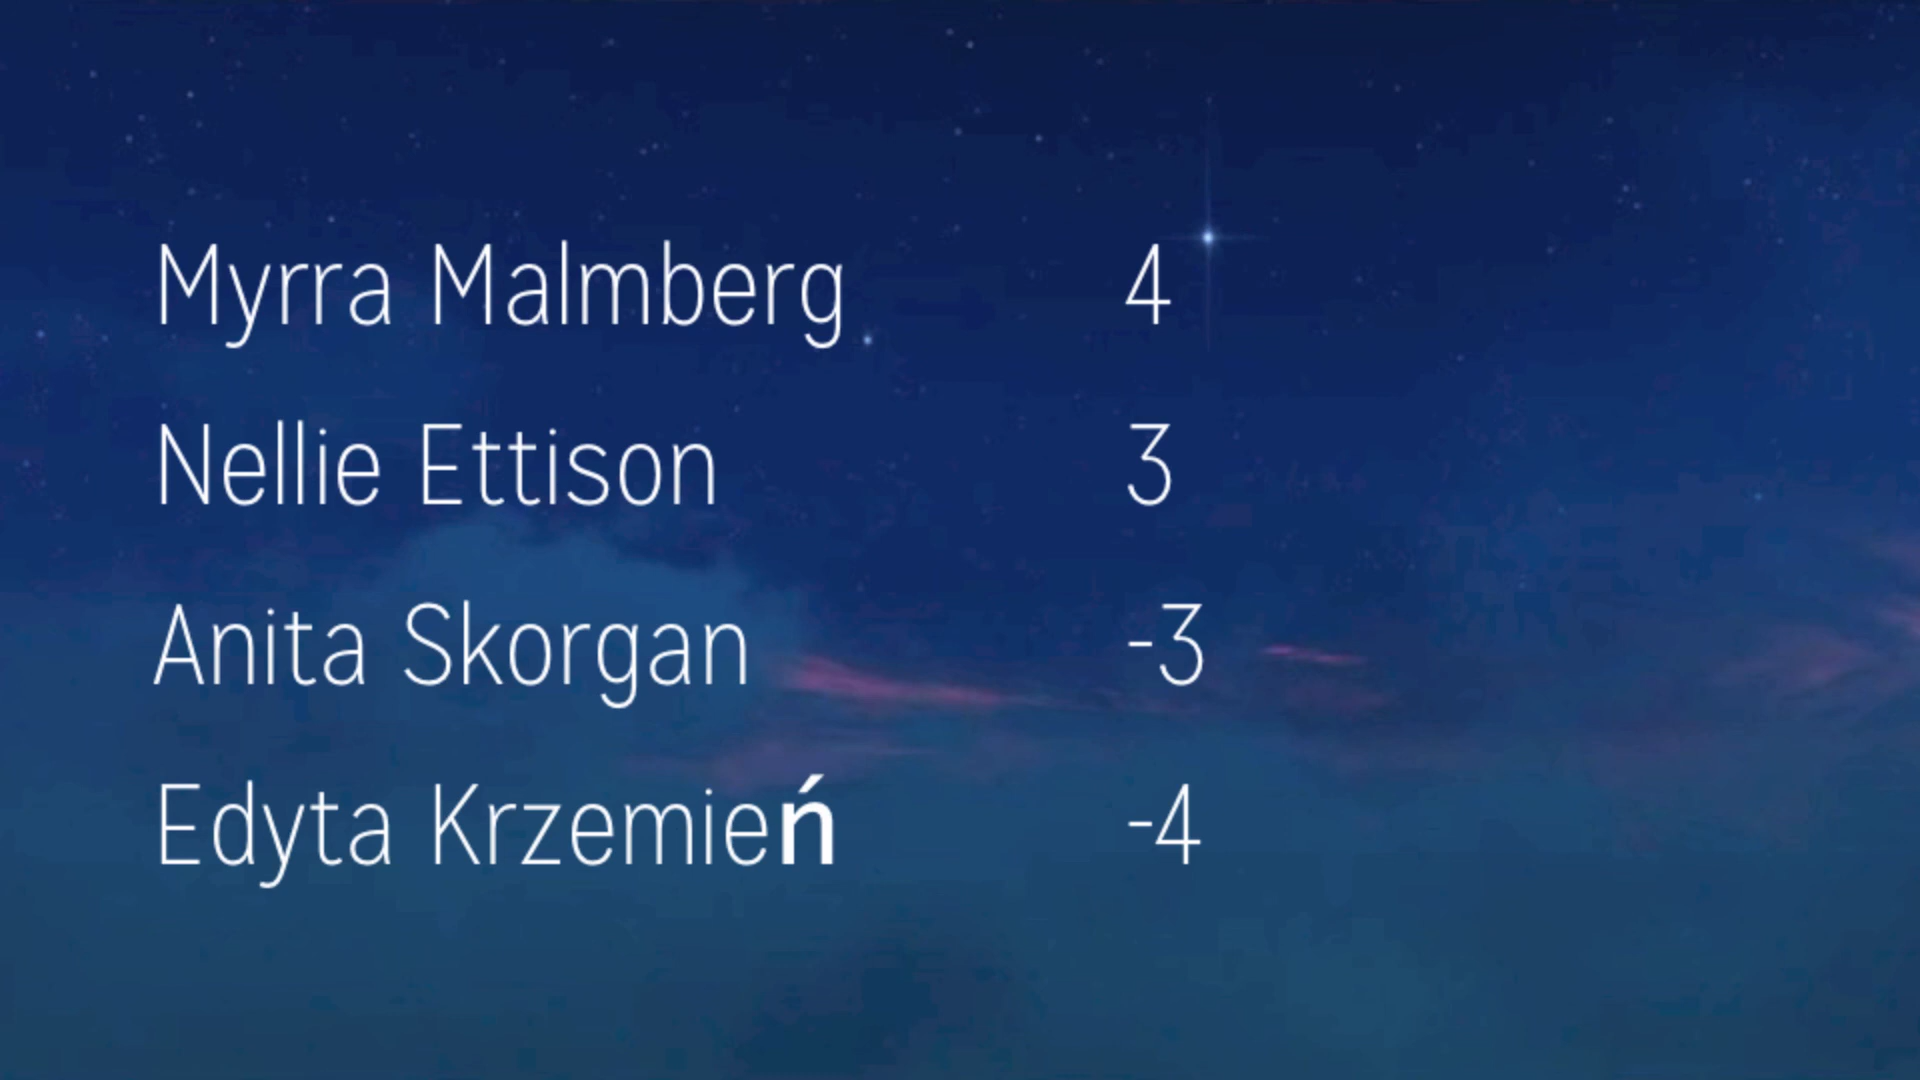 Myrra Malmberg 4
Nellie Ettison 3
Anita Skorgan -3
Edyta Krzemień -4